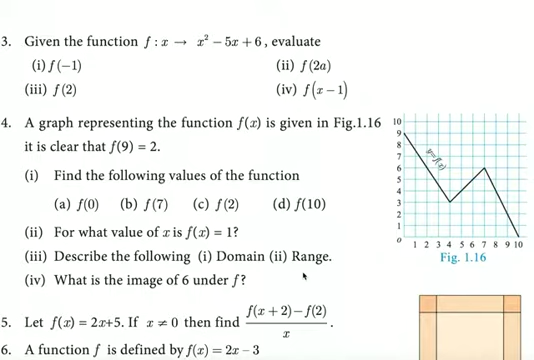 3. Given the function f : x → x² − 5x + 6, evaluate
(i) f(−1) (ii) f(2a)
(iii) f(2) (iv) f(x − 1)
4. A graph representing the function f(x) is given in Fig.1.16
it is clear that f(9) = 2.
(i) Find the following values of the function
(a) f(0) (b) f(7) (c) f(2) (d) f(10)
(ii) For what value of x is f(x) = 1?
(iii) Describe the following (i) Domain (ii) Range.
(iv) What is the image of 6 under f?
10
9
8
7
6
5
4
3
2
1
0
y=f(x)
1 2 3 4 5 6 7 8 9 10
Fig. 1.16
5. Let f(x) = 2x+5. If x ≠ 0 then find f(x + 2) − f(2) / x .
6. A function f is defined by f(x) = 2x − 3